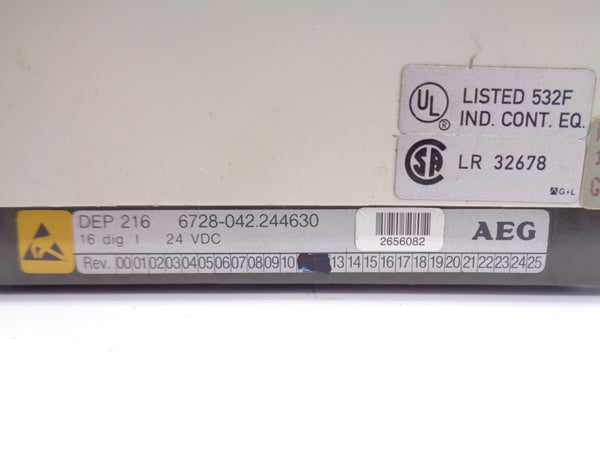 UL
®
LISTED 532F
IND. CONT. EQ.
SA
LR 32678
G+L
DEP 216 6728-042.244630
16 dig. I 24 VDC
2656082
AEG
Rev. 00 01 02 03 04 05 06 07 08 09 10 13 14 15 16 17 18 19 20 21 22 23 24 25